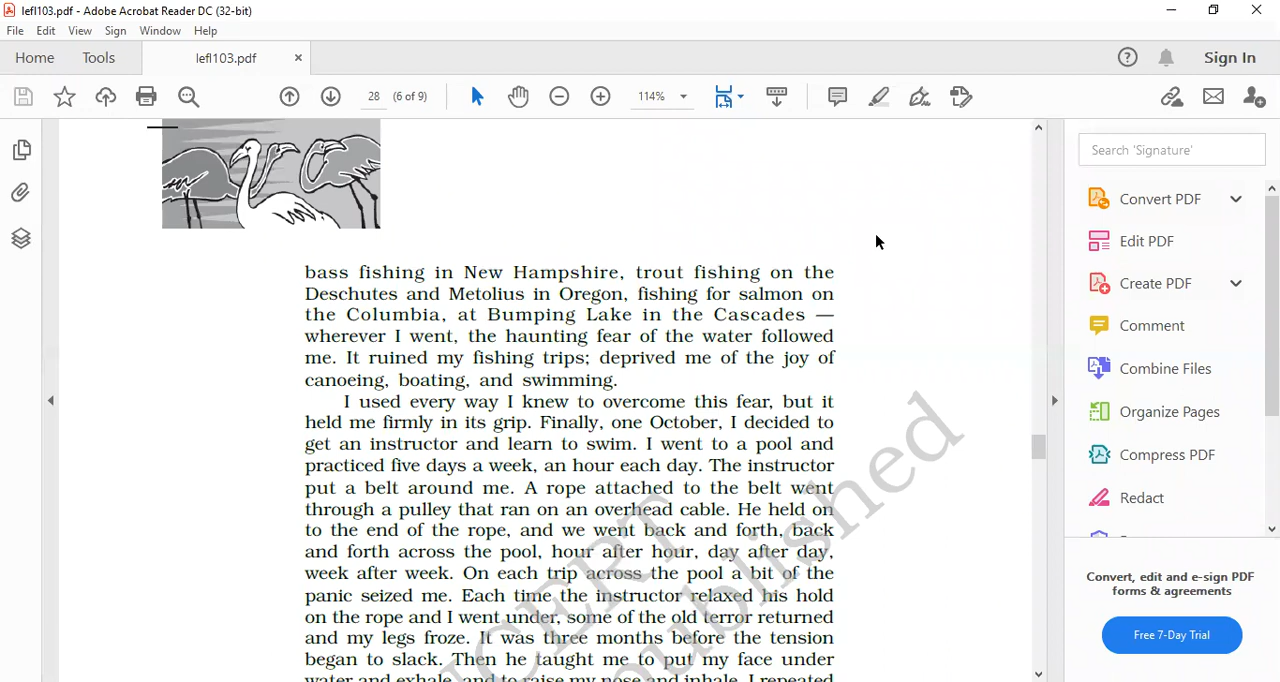 lefl103.pdf - Adobe Acrobat Reader DC (32-bit)
File Edit View Sign Window Help
Home Tools lefl103.pdf × Sign In
28 (6 of 9) 114%
Search 'Signature'
Convert PDF
Edit PDF
Create PDF
Comment
Combine Files
Organize Pages
Compress PDF
Redact
Convert, edit and e-sign PDF
forms & agreements
Free 7-Day Trial
bass fishing in New Hampshire, trout fishing on the
Deschutes and Metolius in Oregon, fishing for salmon on
the Columbia, at Bumping Lake in the Cascades —
wherever I went, the haunting fear of the water followed
me. It ruined my fishing trips; deprived me of the joy of
canoeing, boating, and swimming.
I used every way I knew to overcome this fear, but it
held me firmly in its grip. Finally, one October, I decided to
get an instructor and learn to swim. I went to a pool and
practiced five days a week, an hour each day. The instructor
put a belt around me. A rope attached to the belt went
through a pulley that ran on an overhead cable. He held on
to the end of the rope, and we went back and forth, back
and forth across the pool, hour after hour, day after day,
week after week. On each trip across the pool a bit of the
panic seized me. Each time the instructor relaxed his hold
on the rope and I went under, some of the old terror returned
and my legs froze. It was three months before the tension
began to slack. Then he taught me to put my face under
water and exhale, and to raise my nose and inhale. I repeated
NCERT
published